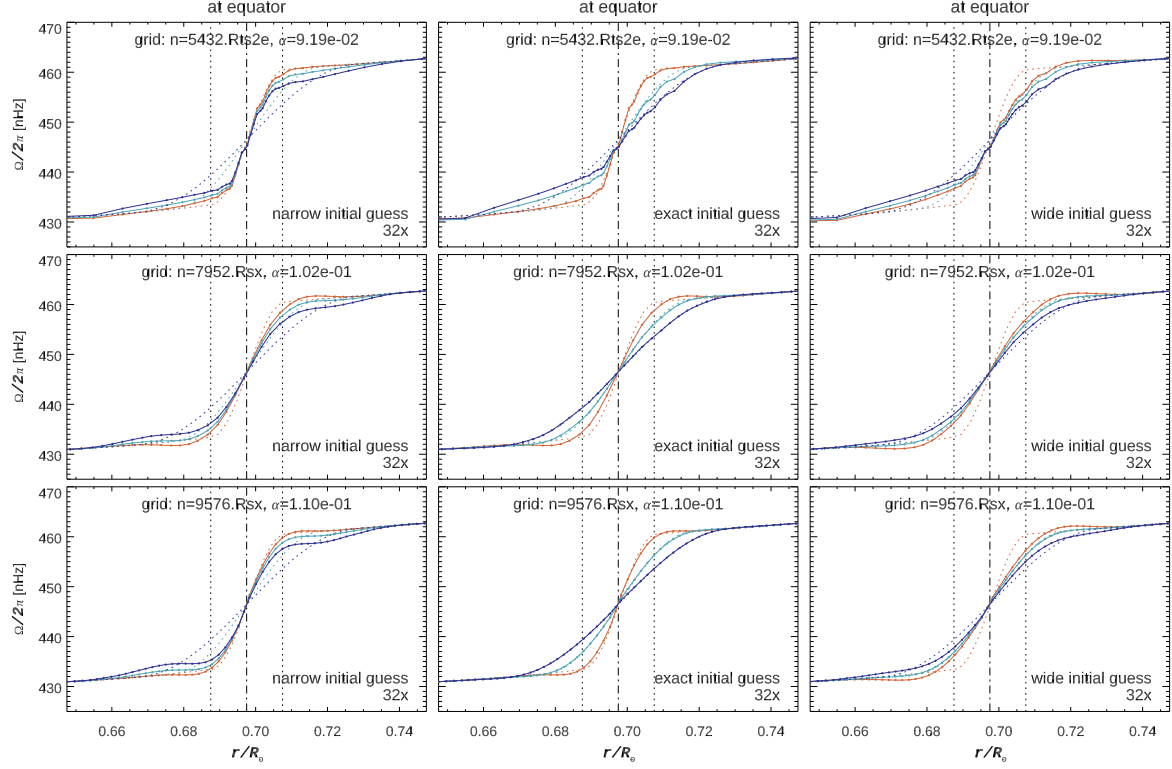 at equator at equator at equator
470 grid: n=5432.Rts2e, α=9.19e-02 grid: n=5432.Rts2e, α=9.19e-02 grid: n=5432.Rts2e, α=9.19e-02
460
450
Ω/2π [nHz]
440
430 narrow initial guess exact initial guess wide initial guess
32x 32x 32x
470 grid: n=7952.Rsx, α=1.02e-01 grid: n=7952.Rsx, α=1.02e-01 grid: n=7952.Rsx, α=1.02e-01
460
450
Ω/2π [nHz]
440
430 narrow initial guess exact initial guess wide initial guess
32x 32x 32x
470 grid: n=9576.Rsx, α=1.10e-01 grid: n=9576.Rsx, α=1.10e-01 grid: n=9576.Rsx, α=1.10e-01
460
450
Ω/2π [nHz]
440
430 narrow initial guess exact initial guess wide initial guess
32x 32x 32x
0.66 0.68 0.70 0.72 0.74 0.66 0.68 0.70 0.72 0.74 0.66 0.68 0.70 0.72 0.74
r/R⊙ r/R⊙ r/R⊙